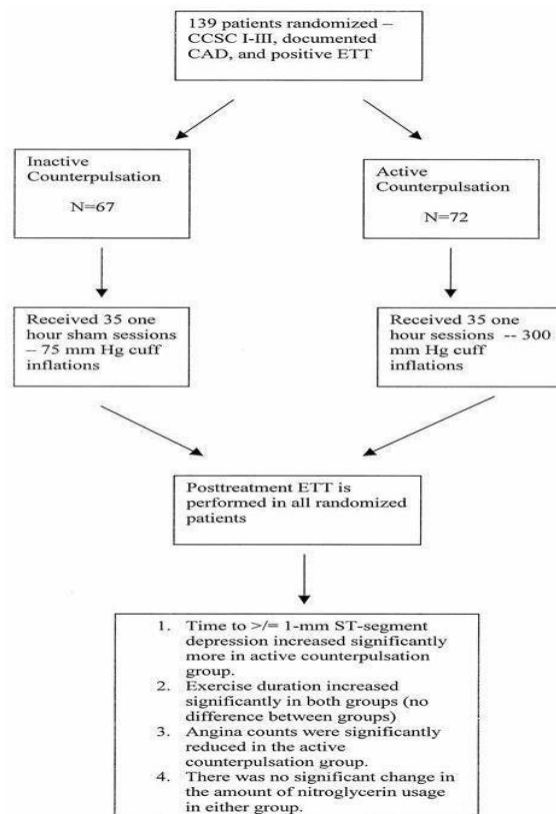 139 patients randomized –
CCSC I-III, documented
CAD, and positive ETT
Inactive
Counterpulsation
N=67
Active
Counterpulsation
N=72
Received 35 one
hour sham sessions
– 75 mm Hg cuff
inflations
Received 35 one
hour sessions -- 300
mm Hg cuff
inflations
Posttreatment ETT is
performed in all randomized
patients
1. Time to >/= 1-mm ST-segment
depression increased significantly
more in active counterpulsation
group.
2. Exercise duration increased
significantly in both groups (no
difference between groups)
3. Angina counts were significantly
reduced in the active
counterpulsation group.
4. There was no significant change in
the amount of nitroglycerin usage
in either group.